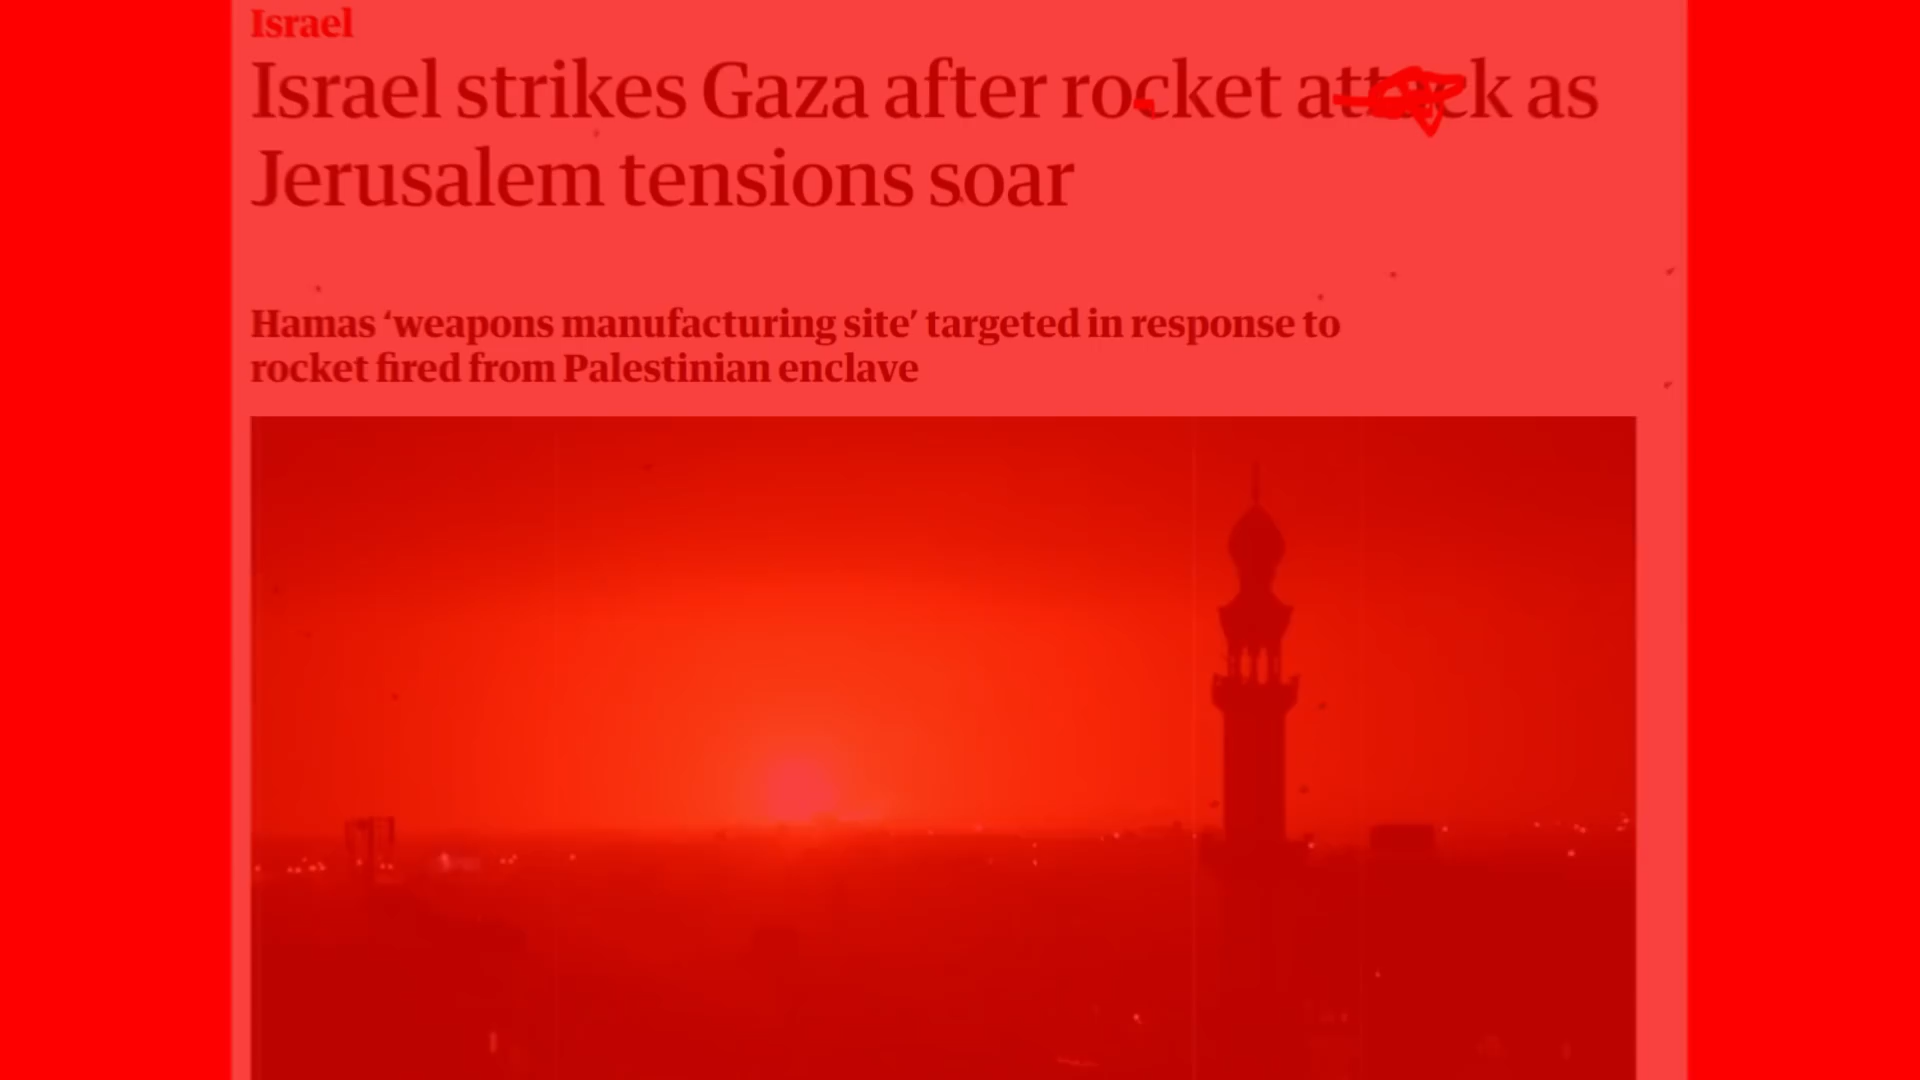 Israel
Israel strikes Gaza after rocket attack as
Jerusalem tensions soar
Hamas ‘weapons manufacturing site’ targeted in response to
rocket fired from Palestinian enclave